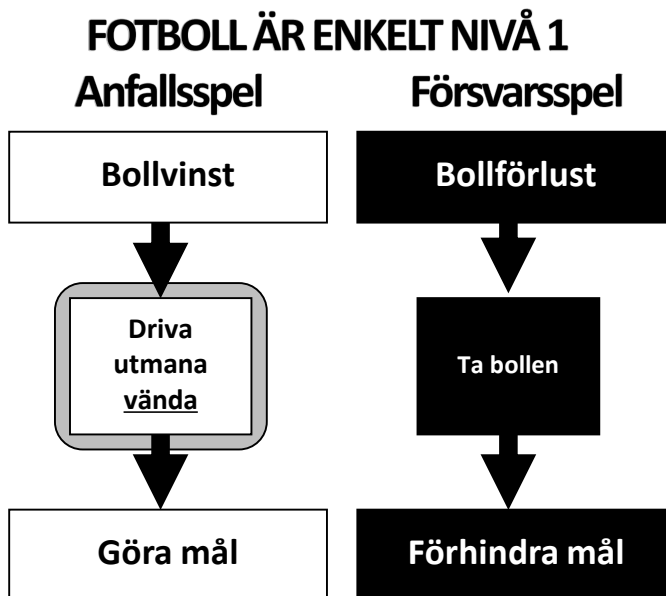 FOTBOLL ÄR ENKELT NIVÅ 1
Anfallsspel
Försvarsspel
Bollvinst
Bollförlust
Driva
utmana
vända
Ta bollen
Göra mål
Förhindra mål